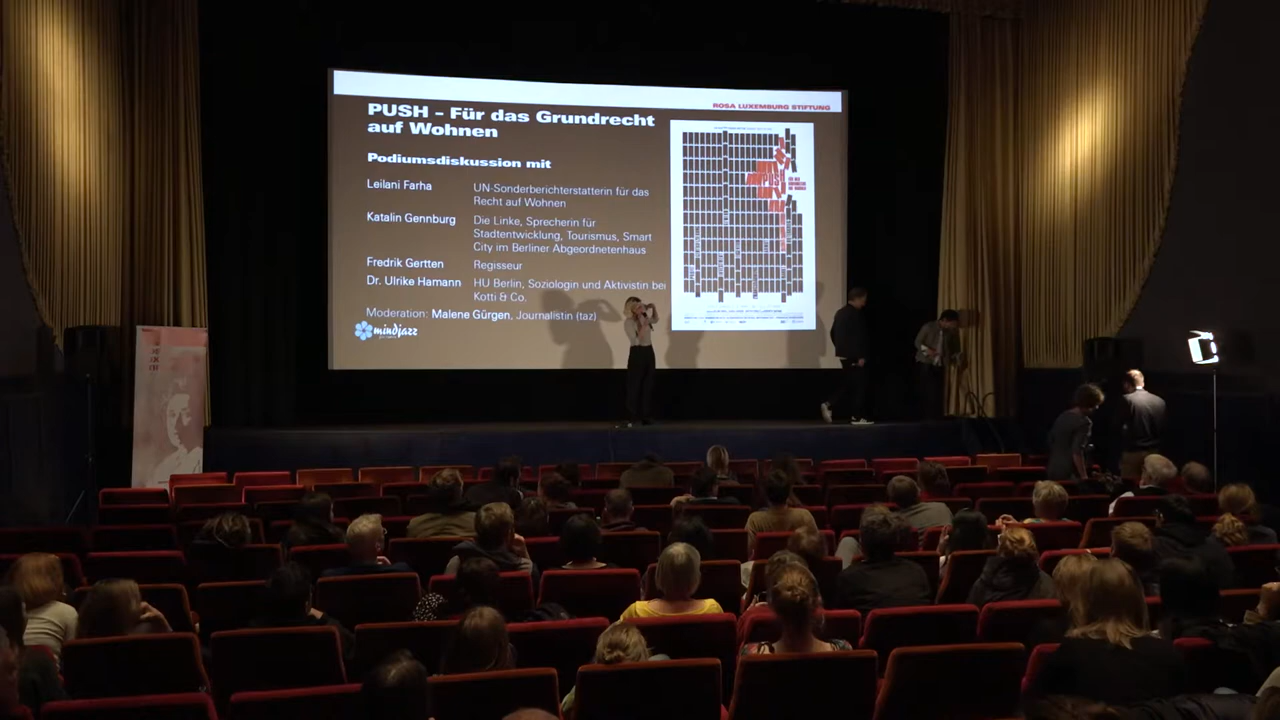 ROSA LUXEMBURG STIFTUNG
PUSH – Für das Grundrecht
auf Wohnen
Podiumsdiskussion mit
Leilani Farha UN-Sonderberichterstatterin für das
Recht auf Wohnen
Katalin Gennburg Die Linke, Sprecherin für
Stadtentwicklung, Tourismus, Smart
City im Berliner Abgeordnetenhaus
Fredrik Gertten Regisseur
Dr. Ulrike Hamann HU Berlin, Soziologin und Aktivistin bei
Kotti & Co.
Moderation: Malene Gürgen, Journalistin (taz)
mindjazz
PUSH